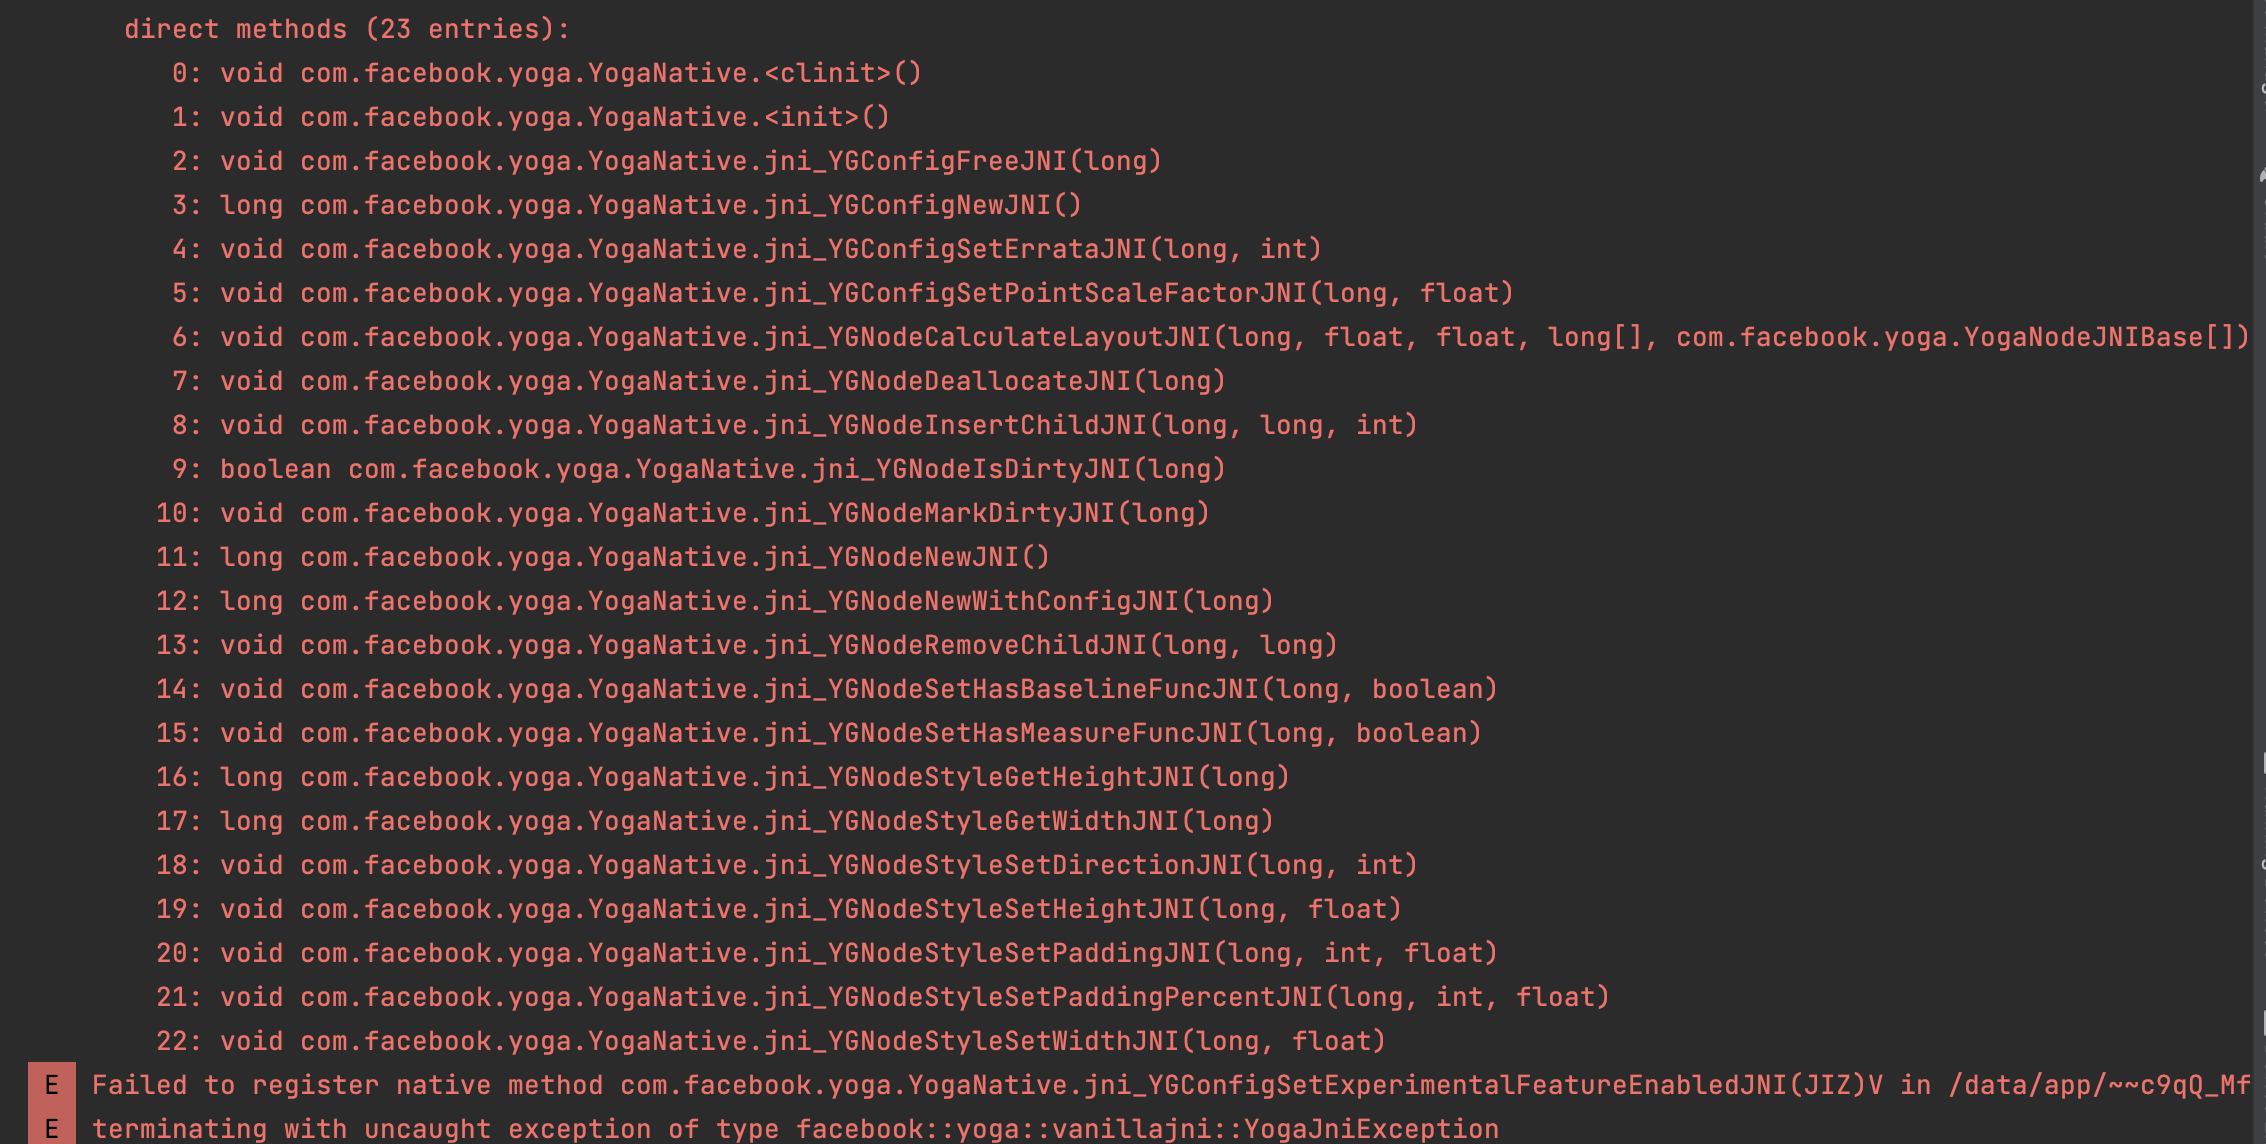 direct methods (23 entries):
0: void com.facebook.yoga.YogaNative.<clinit>()
1: void com.facebook.yoga.YogaNative.<init>()
2: void com.facebook.yoga.YogaNative.jni_YGConfigFreeJNI(long)
3: long com.facebook.yoga.YogaNative.jni_YGConfigNewJNI()
4: void com.facebook.yoga.YogaNative.jni_YGConfigSetErrataJNI(long, int)
5: void com.facebook.yoga.YogaNative.jni_YGConfigSetPointScaleFactorJNI(long, float)
6: void com.facebook.yoga.YogaNative.jni_YGNodeCalculateLayoutJNI(long, float, float, long[], com.facebook.yoga.YogaNodeJNIBase[])
7: void com.facebook.yoga.YogaNative.jni_YGNodeDeallocateJNI(long)
8: void com.facebook.yoga.YogaNative.jni_YGNodeInsertChildJNI(long, long, int)
9: boolean com.facebook.yoga.YogaNative.jni_YGNodeIsDirtyJNI(long)
10: void com.facebook.yoga.YogaNative.jni_YGNodeMarkDirtyJNI(long)
11: long com.facebook.yoga.YogaNative.jni_YGNodeNewJNI()
12: long com.facebook.yoga.YogaNative.jni_YGNodeNewWithConfigJNI(long)
13: void com.facebook.yoga.YogaNative.jni_YGNodeRemoveChildJNI(long, long)
14: void com.facebook.yoga.YogaNative.jni_YGNodeSetHasBaselineFuncJNI(long, boolean)
15: void com.facebook.yoga.YogaNative.jni_YGNodeSetHasMeasureFuncJNI(long, boolean)
16: long com.facebook.yoga.YogaNative.jni_YGNodeStyleGetHeightJNI(long)
17: long com.facebook.yoga.YogaNative.jni_YGNodeStyleGetWidthJNI(long)
18: void com.facebook.yoga.YogaNative.jni_YGNodeStyleSetDirectionJNI(long, int)
19: void com.facebook.yoga.YogaNative.jni_YGNodeStyleSetHeightJNI(long, float)
20: void com.facebook.yoga.YogaNative.jni_YGNodeStyleSetPaddingJNI(long, int, float)
21: void com.facebook.yoga.YogaNative.jni_YGNodeStyleSetPaddingPercentJNI(long, int, float)
22: void com.facebook.yoga.YogaNative.jni_YGNodeStyleSetWidthJNI(long, float)
E Failed to register native method com.facebook.yoga.YogaNative.jni_YGConfigSetExperimentalFeatureEnabledJNI(JIZ)V in /data/app/~~c9qQ_Mf
E terminating with uncaught exception of type facebook::yoga::vanillajni::YogaJniException